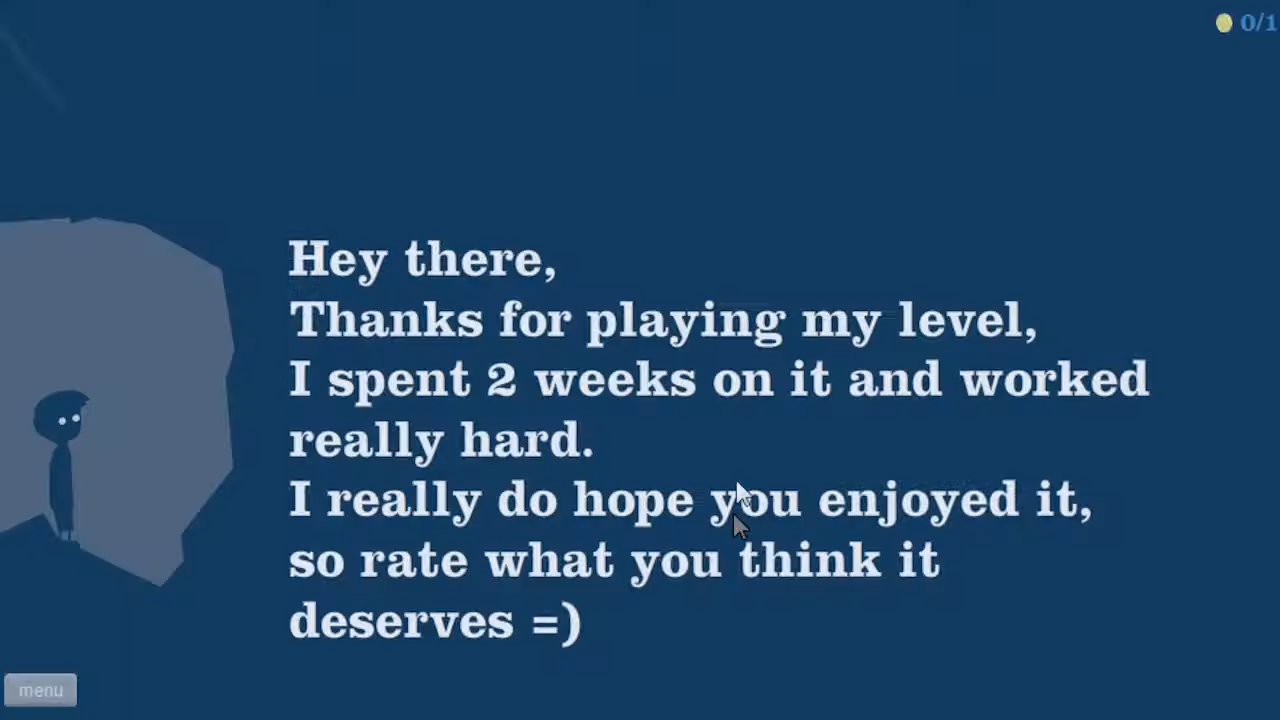 0/1
Hey there,
Thanks for playing my level,
I spent 2 weeks on it and worked
really hard.
I really do hope you enjoyed it,
so rate what you think it
deserves =)
menu